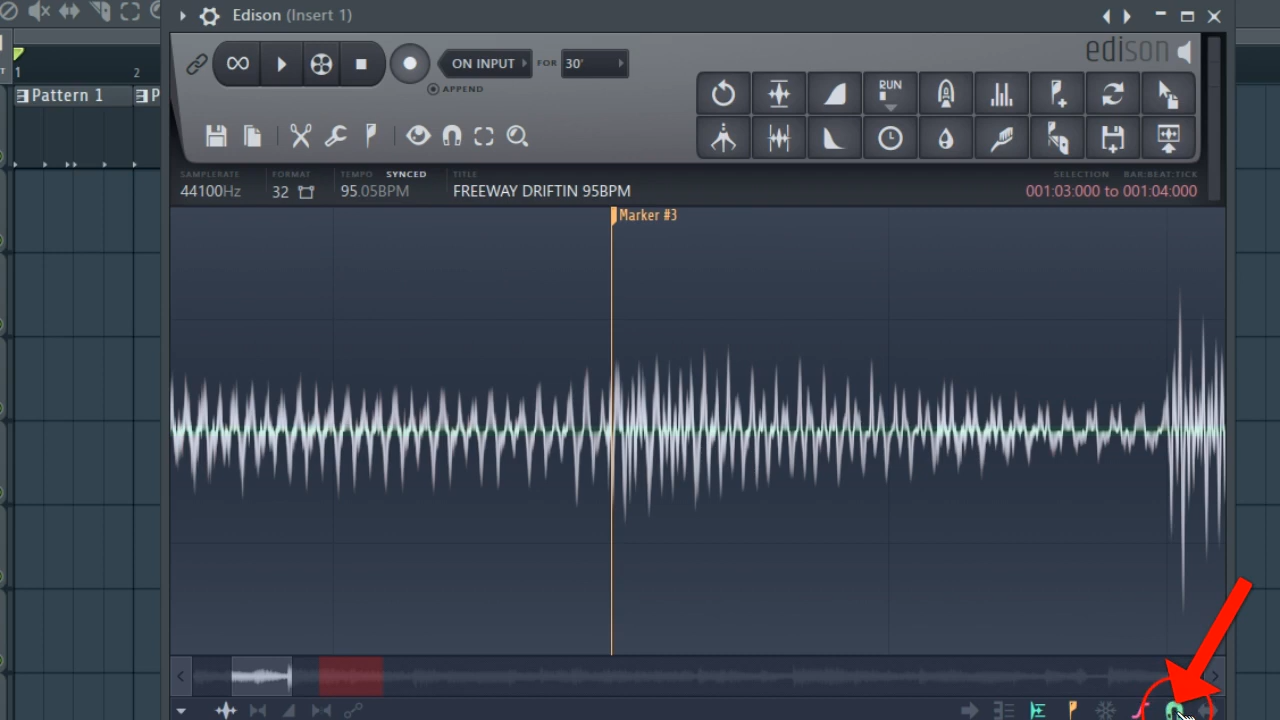 Edison (Insert 1)
edison
ON INPUT
FOR
30'
APPEND
RUN
1
2
Pattern 1
P
SAMPLERATE
FORMAT
TEMPO
SYNCED
TITLE
SELECTION
BAR:BEAT:TICK
44100Hz
32
95.05BPM
FREEWAY DRIFTIN 95BPM
001:03:000 to 001:04:000
Marker #3